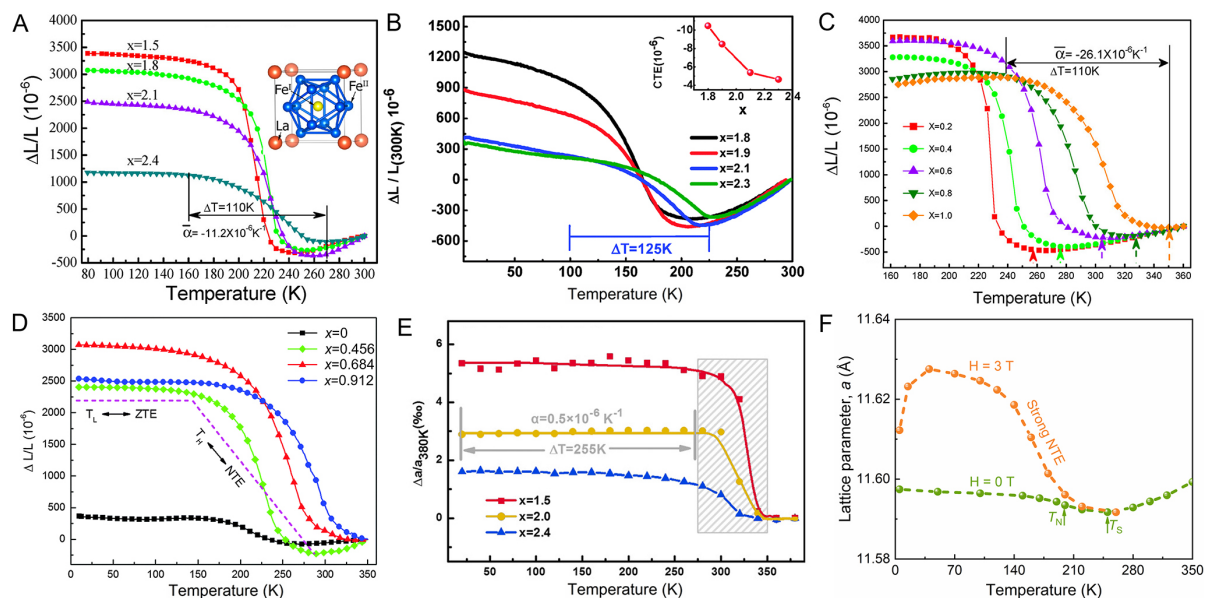 A
ΔL/L (10⁻⁶)
4000
3500
3000
2500
2000
1500
1000
500
0
-500
x=1.5
x=1.8
x=2.1
x=2.4
Feᴵ
Feᴵᴵ
La
ΔT=110K
α̅= -11.2X10⁻⁶K⁻¹
80 100 120 140 160 180 200 220 240 260 280 300
Temperature (K)
B
ΔL / L(300K) 10⁻⁶
1500
1200
900
600
300
0
-300
-600
CTE(10⁻⁶)
-10
-8
-6
-4
1.8 2.0 2.2 2.4
x
x=1.8
x=1.9
x=2.1
x=2.3
ΔT=125K
50 100 150 200 250 300
Temperature (K)
C
ΔL/L (10⁻⁶)
4000
3500
3000
2500
2000
1500
1000
500
0
-500
α̅= -26.1X10⁻⁶K⁻¹
ΔT=110K
X=0.2
X=0.4
X=0.6
X=0.8
X=1.0
160 180 200 220 240 260 280 300 320 340 360
Temperature (K)
D
Δ L/L (10⁻⁶)
3500
3000
2500
2000
1500
1000
500
0
-500
x=0
x=0.456
x=0.684
x=0.912
T_L ZTE
T_H NTE
0 50 100 150 200 250 300 350
Temperature (K)
E
Δa/a380K(‰)
6
4
2
0
α=0.5×10⁻⁶ K⁻¹
ΔT=255K
x=1.5
x=2.0
x=2.4
50 100 150 200 250 300 350
Temperature (K)
F
Lattice parameter, a (Å)
11.64
11.62
11.60
11.58
H = 3 T
Strong NTE
H = 0 T
T_N
T_S
0 70 140 210 280 350
Temperature (K)